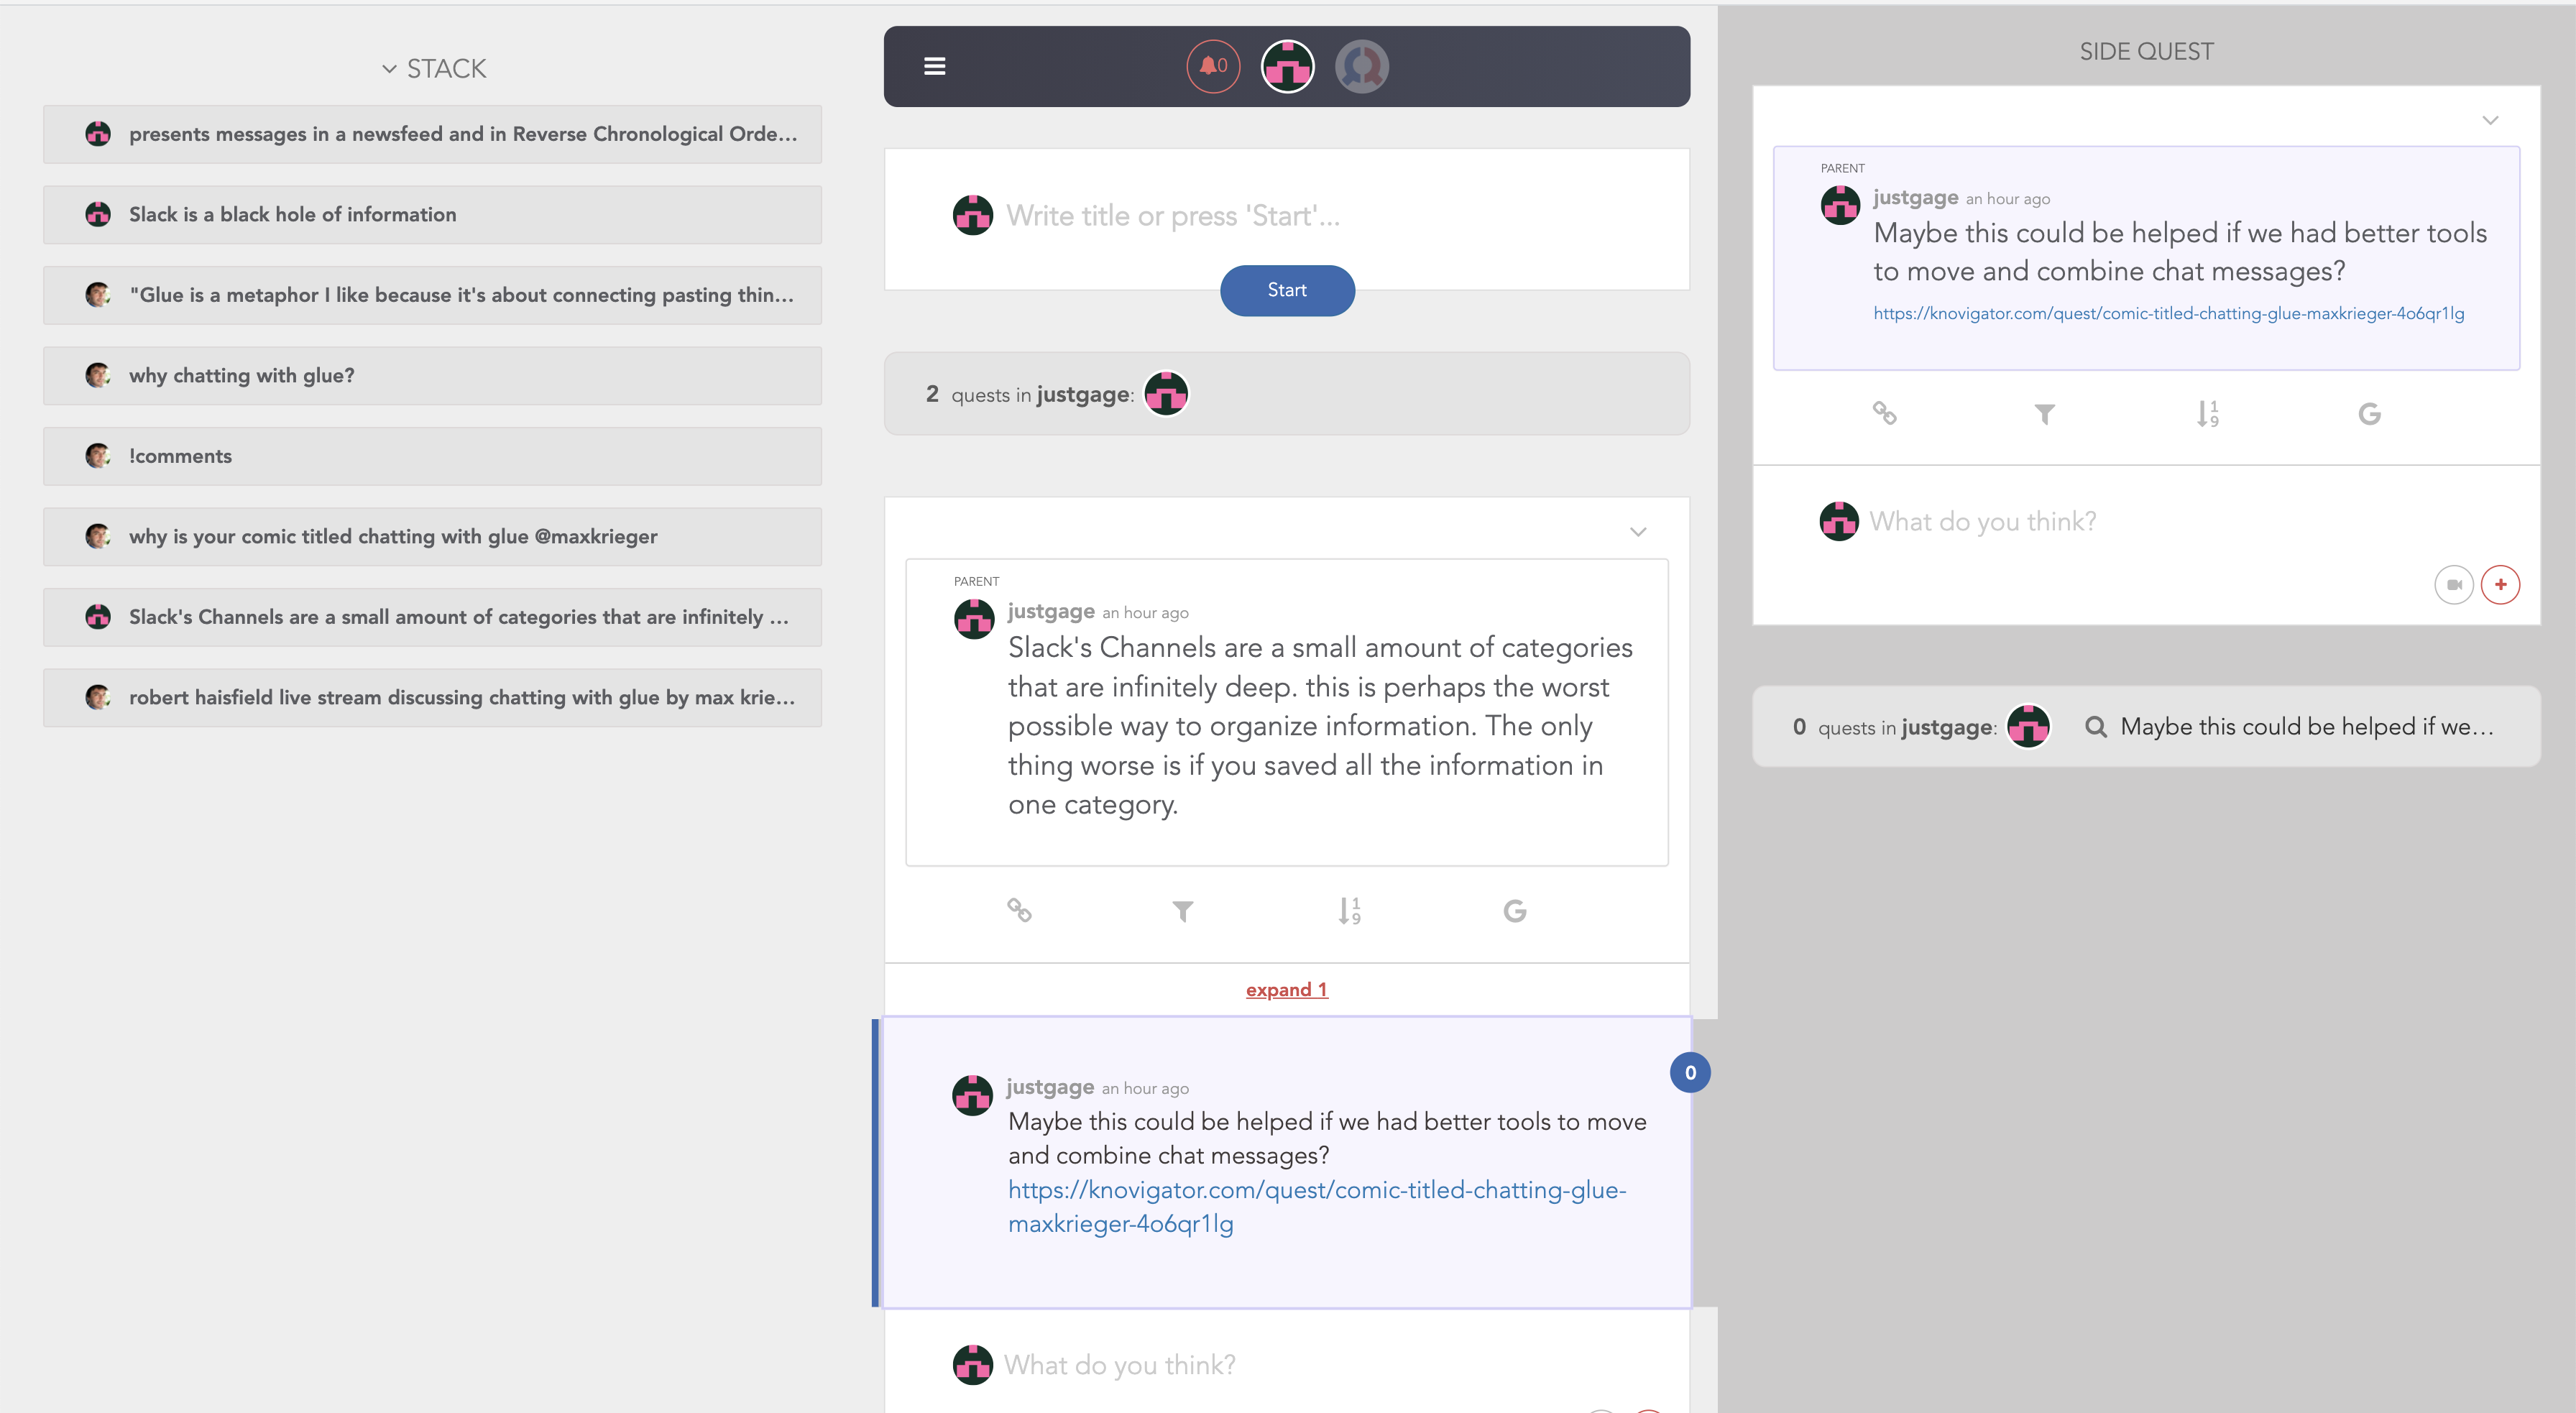 STACK
presents messages in a newsfeed and in Reverse Chronological Orde...
Slack is a black hole of information
"Glue is a metaphor I like because it's about connecting pasting thin...
why chatting with glue?
!comments
why is your comic titled chatting with glue @maxkrieger
Slack's Channels are a small amount of categories that are infinitely ...
robert haisfield live stream discussing chatting with glue by max krie...
0
Write title or press 'Start'...
Start
2 quests in justgage:
PARENT
justgage an hour ago
Slack's Channels are a small amount of categories
that are infinitely deep. this is perhaps the worst
possible way to organize information. The only
thing worse is if you saved all the information in
one category.
1
9
G
expand 1
0
justgage an hour ago
Maybe this could be helped if we had better tools to move
and combine chat messages?
https://knovigator.com/quest/comic-titled-chatting-glue-
maxkrieger-4o6qr1lg
What do you think?
SIDE QUEST
PARENT
justgage an hour ago
Maybe this could be helped if we had better tools
to move and combine chat messages?
https://knovigator.com/quest/comic-titled-chatting-glue-maxkrieger-4o6qr1lg
1
9
G
What do you think?
0 quests in justgage: Maybe this could be helped if we...